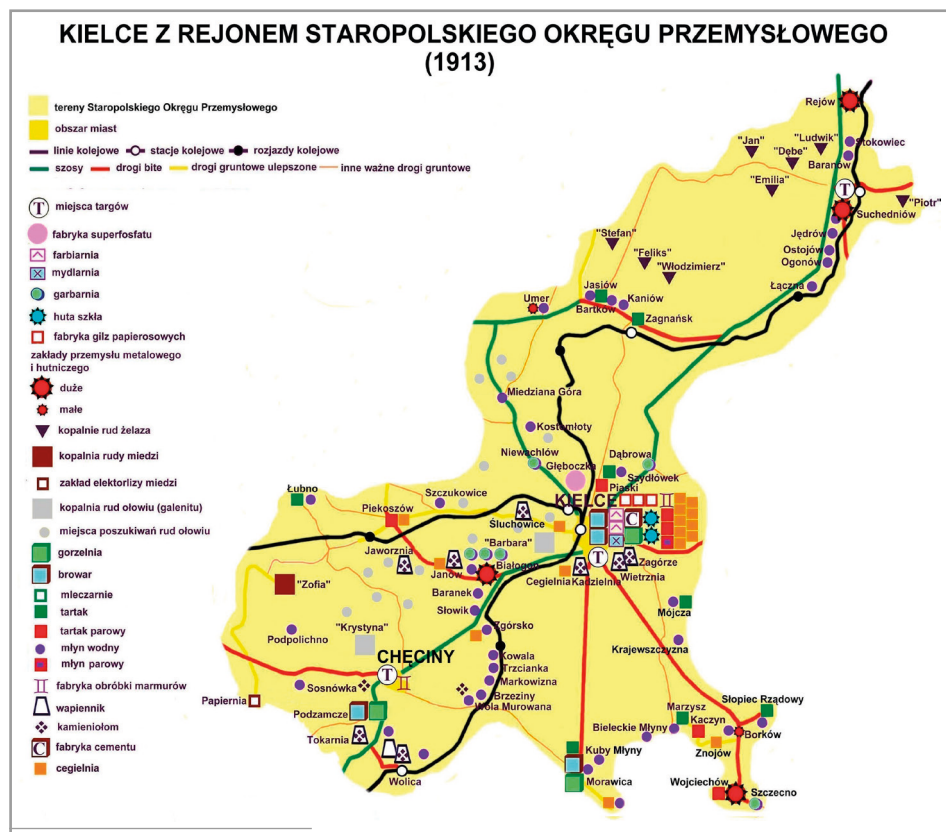 KIELCE Z REJONEM STAROPOLSKIEGO OKRĘGU PRZEMYSŁOWEGO
(1913)
tereny Staropolskiego Okręgu Przemysłowego
obszar miast
linie kolejowe
stacje kolejowe
rozjazdy kolejowe
szosy
drogi bite
drogi gruntowe ulepszone
inne ważne drogi gruntowe
T
miejsca targów
fabryka superfosfatu
farbiarnia
mydlarnia
garbarnia
huta szkła
fabryka gilz papierosowych
zakłady przemysłu metalowego
i hutniczego
duże
małe
kopalnie rud żelaza
kopalnia rudy miedzi
zakład elektorlizy miedzi
kopalnia rud ołowiu (galenitu)
miejsca poszukiwań rud ołowiu
gorzelnia
browar
mleczarnie
tartak
tartak parowy
młyn wodny
młyn parowy
fabryka obróbki marmurów
wapiennik
kamieniołom
C
fabryka cementu
cegielnia
Rejów
"Jan"
"Ludwik"
"Dębe"
Stokowiec
Baranów
"Emilia"
T
"Piotr"
Suchedniów
Jędrów
Ostojów
Ogonów
"Stefan"
"Feliks"
"Włodzimierz"
Łączna
Jasiów
Umer
Kaniów
Bartków
Zagnańsk
Miedziana Góra
Kostomłoty
Niewachlów
Głęboczka
Dąbrowa
Szydłówek
Piaski
KIELCE
C
Łubno
Szczukowice
Piekoszów
Śluchowice
"Barbara"
Jaworznia
Janów
Białogon
T
Zagórze
Cegielnia
Kadzielnia
Wietrznia
"Zofia"
Baranek
Słowik
Mójcza
"Krystyna"
Zgórsko
Podpolichno
Krajewszczyzna
CHĘCINY
Kowala
Trzcianka
T
Markowizna
Sosnówka
Brzeziny
Wola Murowana
Papiernia
Podzamcze
Tokarnia
Wolica
Słopiec Rządowy
Marzysz
Bieleckie Młyny
Kaczyn
Borków
Znojów
Kuby Młyny
Morawica
Wojciechów
Szczecno